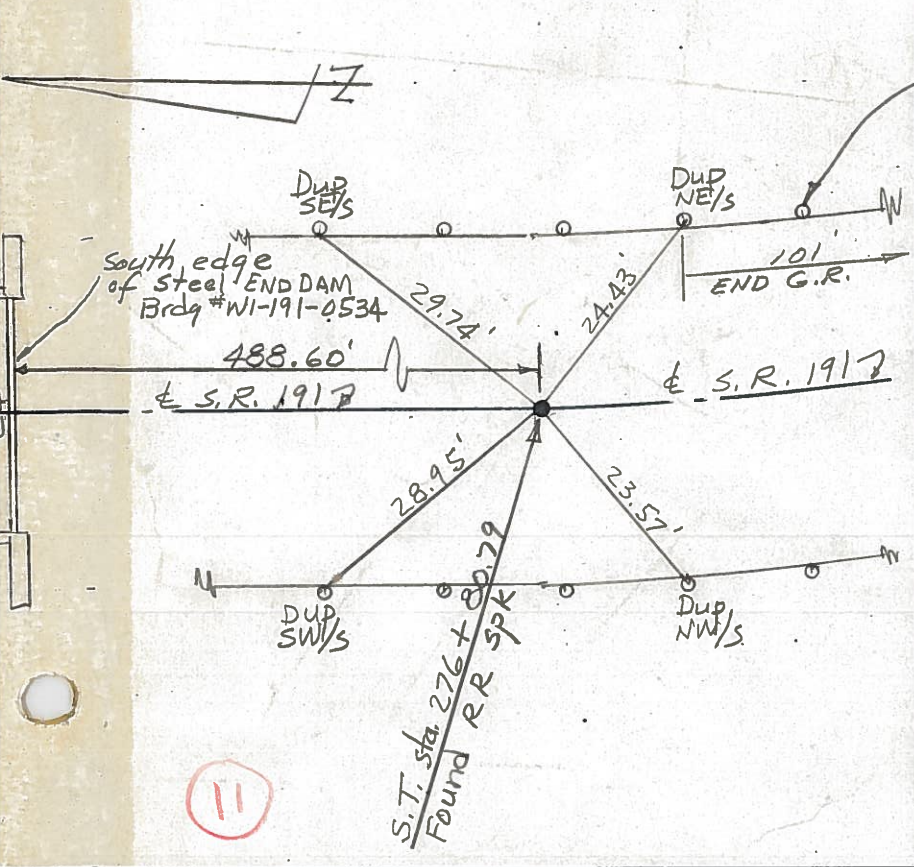 Z
Dup
SE/S
Dup
NE/S
101'
END G.R.
South edge
of Steel END DAM
Brdg #WI-191-0534
29.74'
24.43'
488.60'
℄ S.R. 191
℄ S.R. 191
28.95'
23.57'
Dup
SW/S
Dup
NW/S
S.T. sta. 276 + 80.79
Found RR spk
11